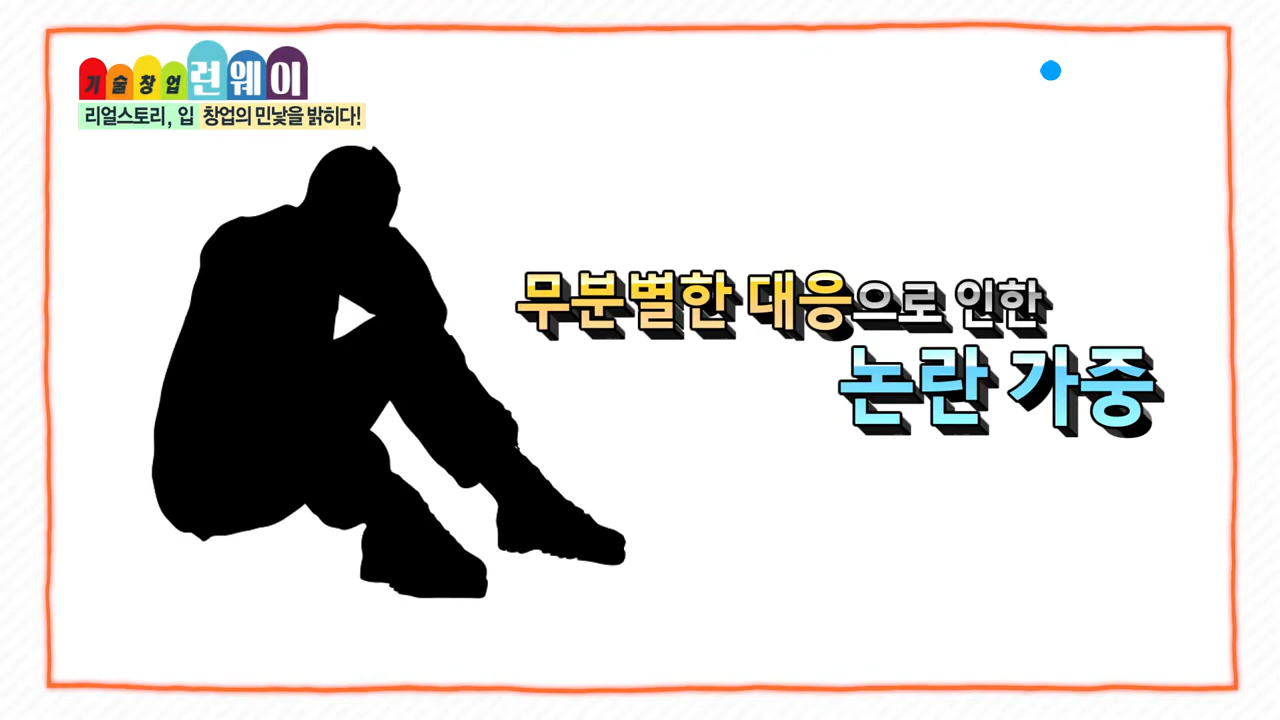 기술창업런웨이
리얼스토리, 입 창업의 민낯을 밝히다!
무분별한 대응으로 인한
논란 가중